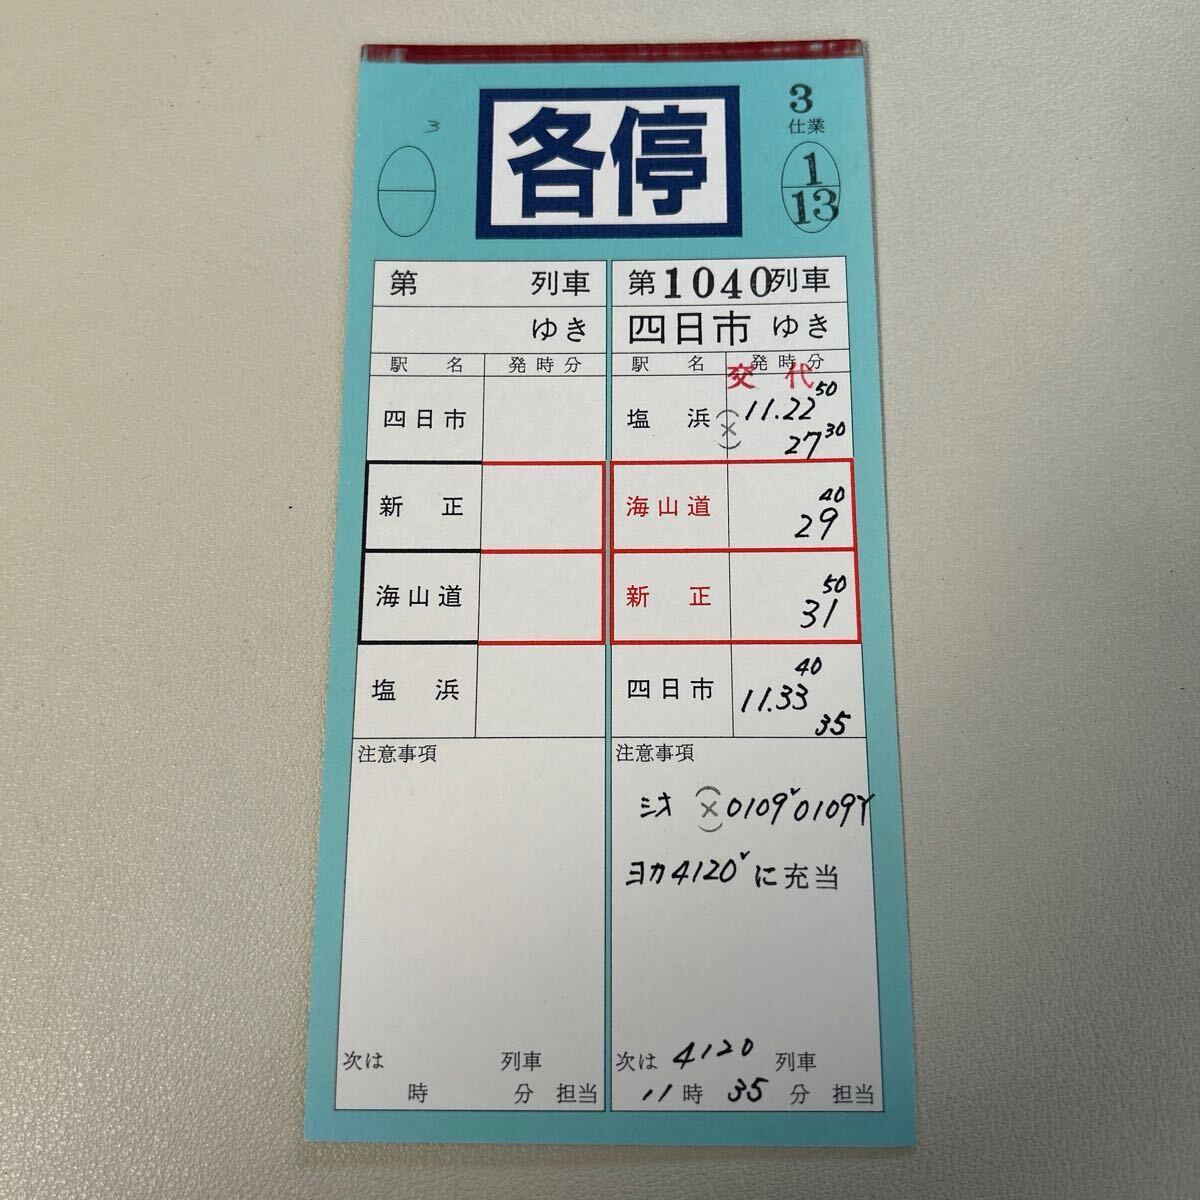 各停
3
3
仕業
1
13
第 列車
ゆき
駅名 発時分
四日市
新正
海山道
塩浜
注意事項
次は 列車
時 分 担当
第1040列車
四日市 ゆき
駅名 発時分
交代
塩浜 (×) 11.22 50
27 30
海山道 29 40
新正 31 50
四日市 11.33 40
35
注意事項
ミオ (×) 0109
ヨカ4120 に充当
次は 4120 列車
11時 35分 担当